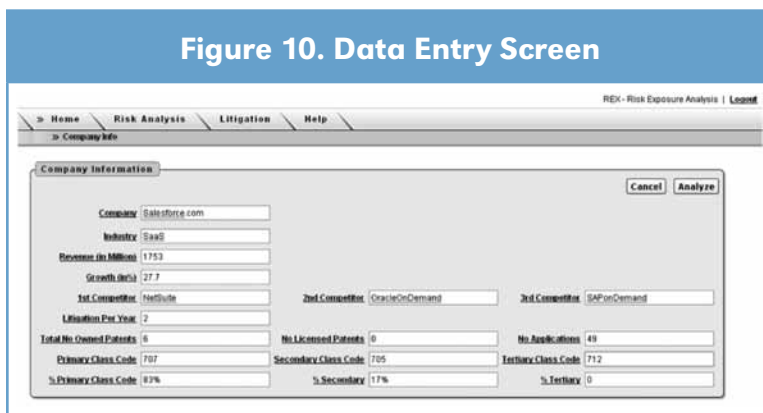 Figure 10. Data Entry Screen
REX - Risk Exposure Analysis | Logout
» Home Risk Analysis Litigation Help
» Company Info
Company Information
Cancel Analyze
Company Salesforce.com
Industry SaaS
Revenue (in Million) 1753
Growth (in%) 27.7
1st Competitor NetSuite 2nd Competitor OracleOnDemand 3rd Competitor SAPonDemand
Litigation Per Year 2
Total No Owned Patents 6 No Licensed Patents 0 No Applications 49
Primary Class Code 707 Secondary Class Code 705 Tertiary Class Code 712
% Primary Class Code 83% % Secondary 17% % Tertiary 0